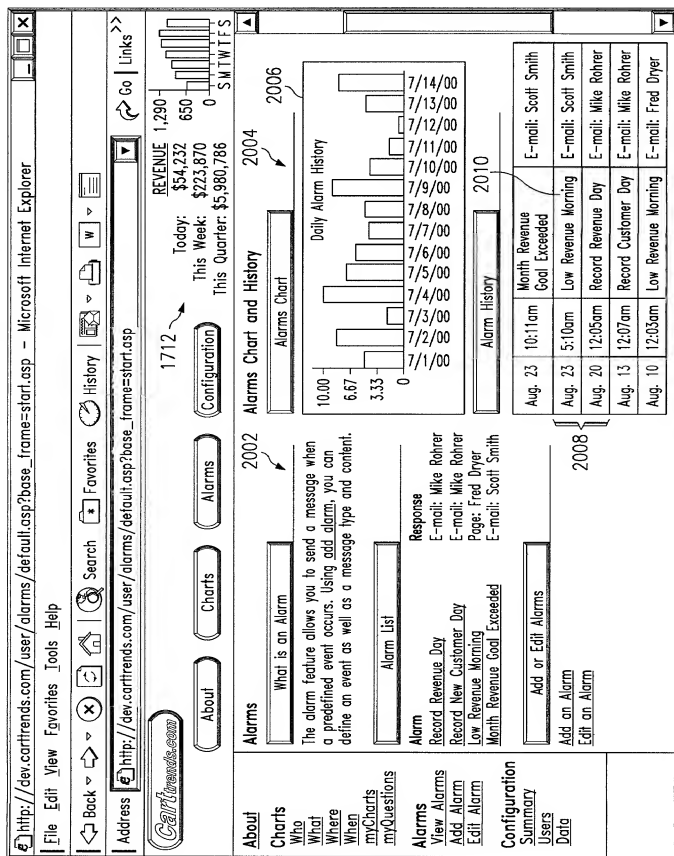 http://dev.carttrends.com/user/alarms/default.asp?base_frame=start.asp – Microsoft Internet Explorer
File Edit View Favorites Tools Help
Back Search Favorites History
Address http://dev.carttrends.com/user/alarms/default.asp?base_frame=start.asp Go Links >>
Carttrends.com
About
Charts
Alarms
Configuration
1712
REVENUE
Today: $54,232
This Week: $223,870
This Quarter: $5,980,786
1,290
650
0
S M T W T F S
About
Charts
Who
What
Where
When
myCharts
myQuestions
Alarms
View Alarms
Add Alarm
Edit Alarm
Configuration
Summary
Users
Data
Alarms
2002
What is an Alarm
The alarm feature allows you to send a message when
a predefined event occurs. Using add alarm, you can
define an event as well as a message type and content.
Alarm List
Alarm Response
Record Revenue Day E-mail: Mike Rohrer
Record New Customer Day E-mail: Mike Rohrer
Low Revenue Morning Page: Fred Dryer
Month Revenue Goal Exceeded E-mail: Scott Smith
Add or Edit Alarms
Add an Alarm
Edit an Alarm
Alarms Chart and History
2004
Alarms Chart
2006
Daily Alarm History
10.00
6.67
3.33
0
7/1/00 7/2/00 7/3/00 7/4/00 7/5/00 7/6/00 7/7/00 7/8/00 7/9/00 7/10/00 7/11/00 7/12/00 7/13/00 7/14/00
Alarm History
2010
Aug. 23 10:11am Month Revenue Goal Exceeded E-mail: Scott Smith
Aug. 23 5:10am Low Revenue Morning E-mail: Scott Smith
Aug. 20 12:05am Record Revenue Day E-mail: Mike Rohrer
Aug. 13 12:07am Record Customer Day E-mail: Mike Rohrer
Aug. 10 12:03am Low Revenue Morning E-mail: Fred Dryer
2008